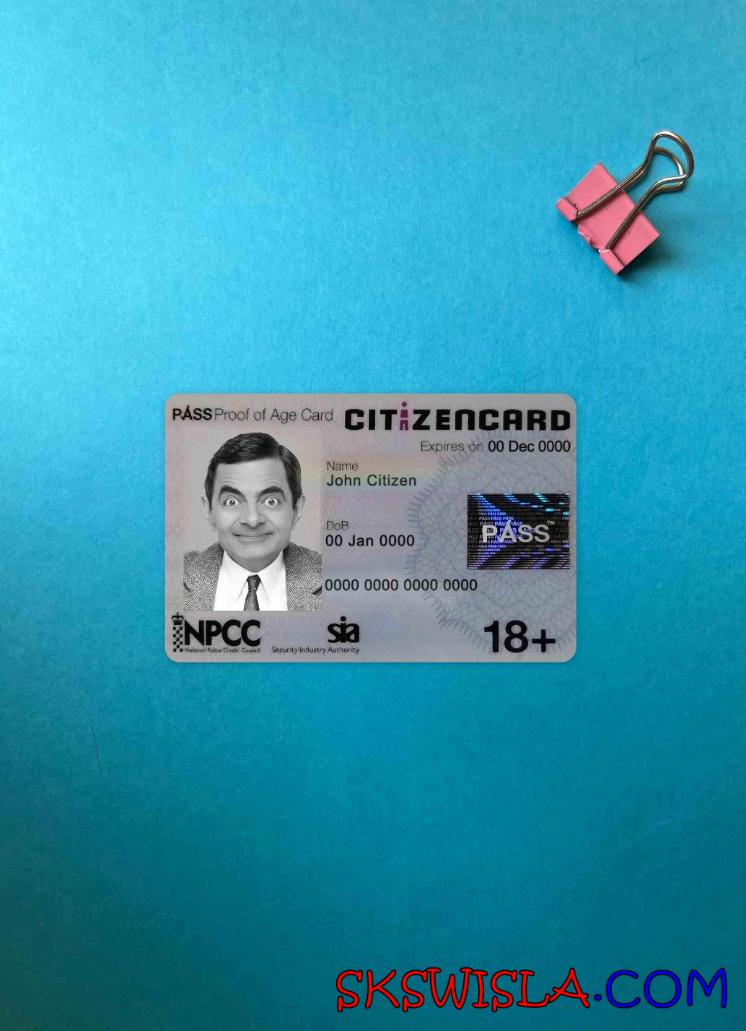 PASS Proof of Age Card CITIZENCARD
Expires on 00 Dec 0000
Name
John Citizen
DoB
00 Jan 0000
PASS™
0000 0000 0000 0000
NPCC
National Police Chiefs' Council
sia
Security Industry Authority
18+
SKSWISLA.COM